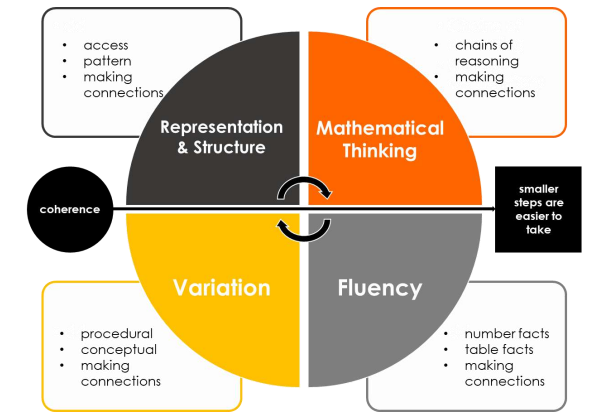 • access
• pattern
• making
connections
• chains of
reasoning
• making
connections
Representation
& Structure
Mathematical
Thinking
coherence
smaller
steps are
easier to
take
Variation
Fluency
• procedural
• conceptual
• making
connections
• number facts
• table facts
• making
connections